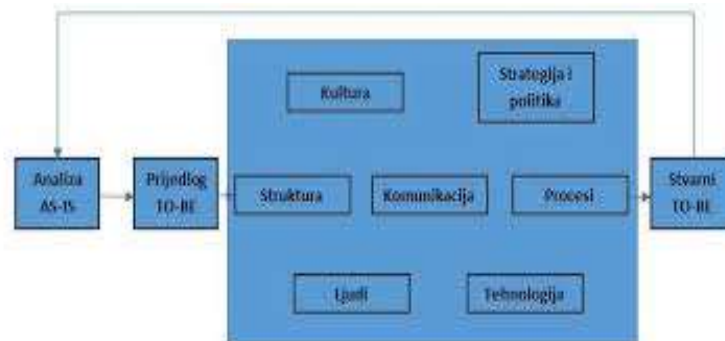 Kultura
Strategija i
politika
Analiza
AS-IS
Prijedlog
TO-BE
Struktura
Komunikacija
Procesi
Stvarni
TO-BE
Ljudi
Tehnologija